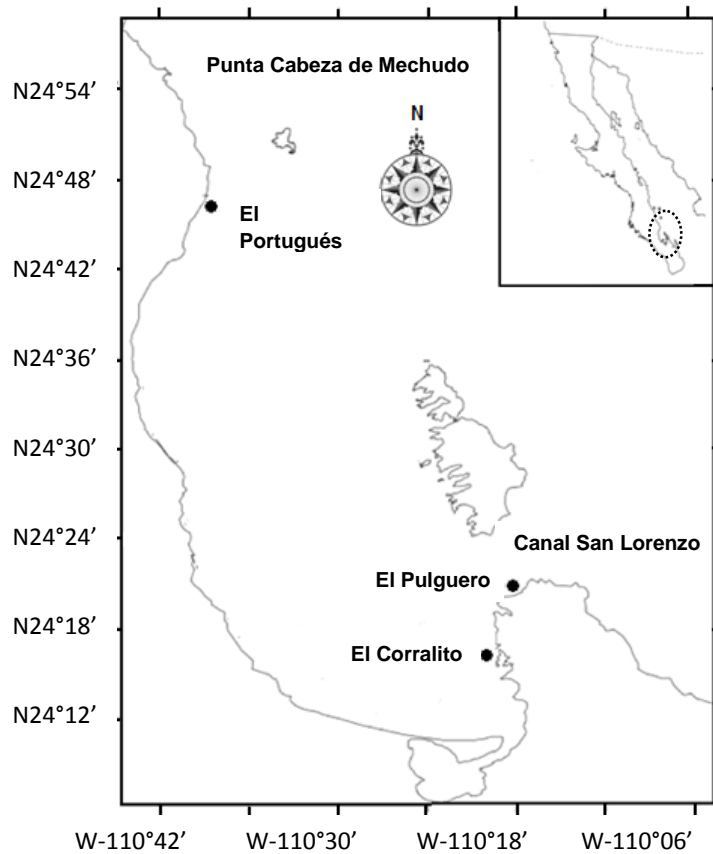 Punta Cabeza de Mechudo
N24°54′
N
N24°48′
El
Portugués
N24°42′
N24°36′
N24°30′
N24°24′
Canal San Lorenzo
El Pulguero
N24°18′
El Corralito
N24°12′
W-110°42′ W-110°30′ W-110°18′ W-110°06′